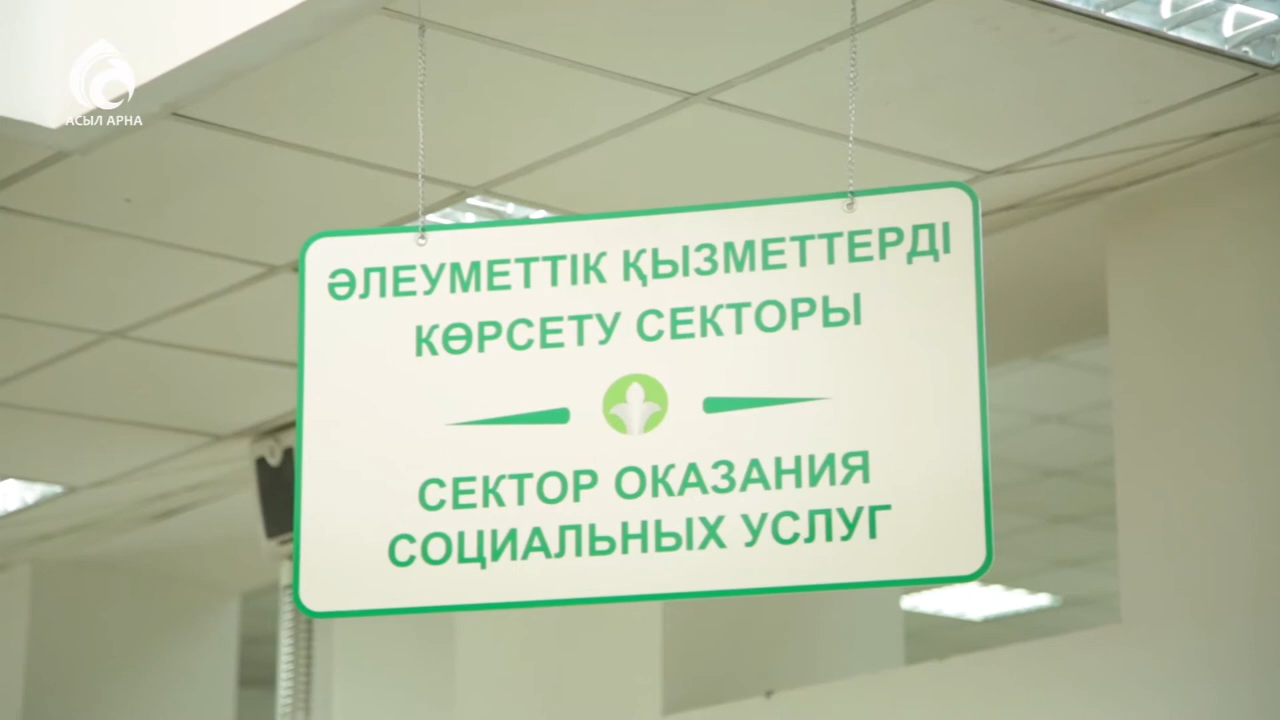 АСЫЛ АРНА
ӘЛЕУМЕТТІК ҚЫЗМЕТТЕРДІ
КӨРСЕТУ СЕКТОРЫ
СЕКТОР ОКАЗАНИЯ
СОЦИАЛЬНЫХ УСЛУГ